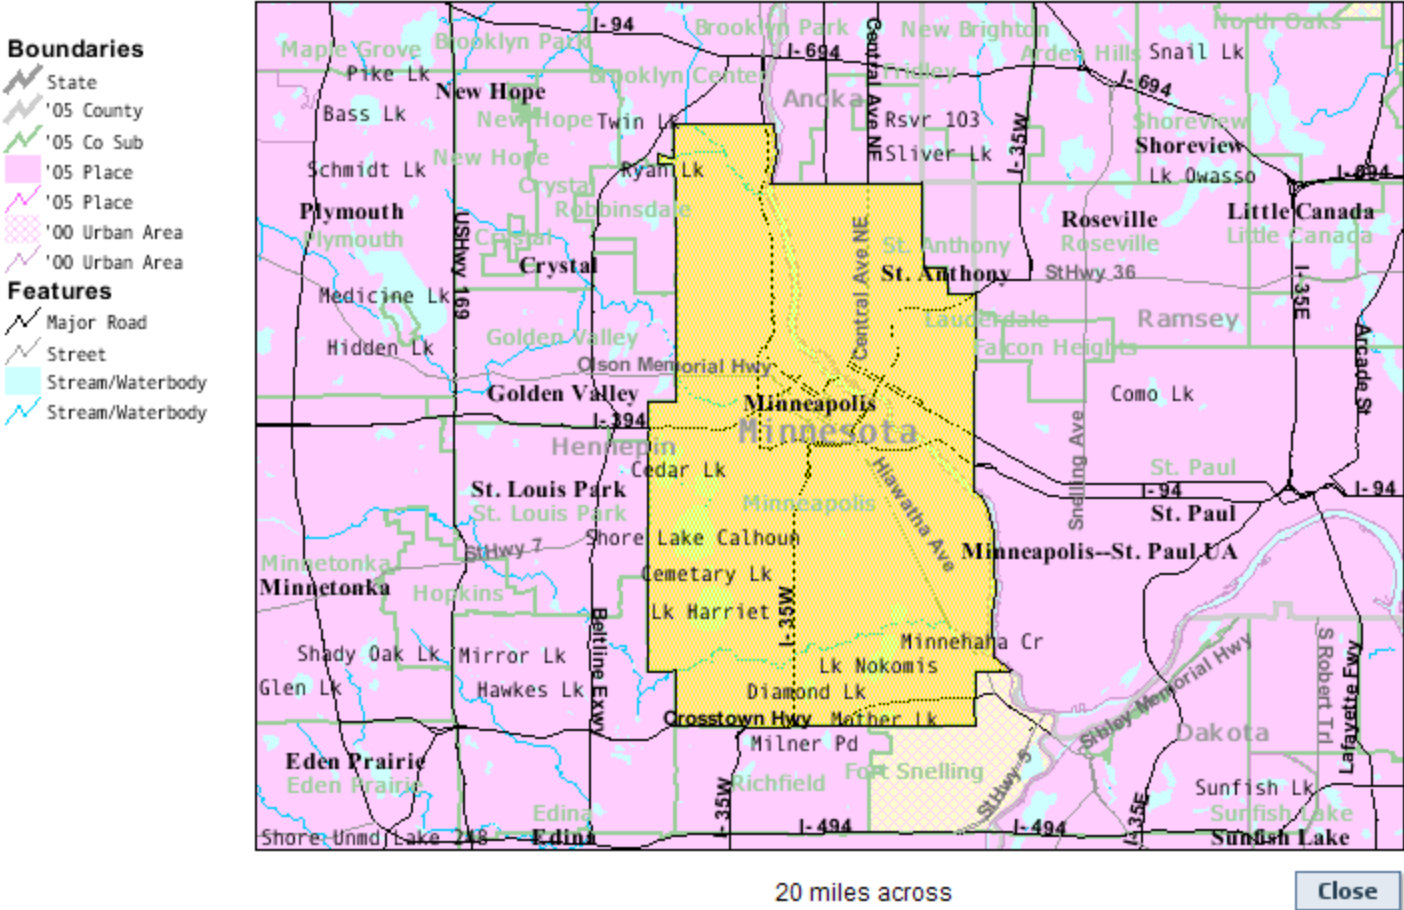 Boundaries
State
'05 County
'05 Co Sub
'05 Place
'05 Place
'00 Urban Area
'00 Urban Area
Features
Major Road
Street
Stream/Waterbody
Stream/Waterbody
I- 94
Brooklyn Park
North Oaks
Maple Grove
Brooklyn Park
New Brighton
I- 694
Arden Hills
Snail Lk
Central Ave NE
Pike Lk
Brooklyn Center
Fridley
I- 694
New Hope
Anoka
Bass Lk
New Hope
Twin Lk
Rsvr 103
Shoreview
I- 35W
Shoreview
New Hope
Sliver Lk
Schmidt Lk
Ryan Lk
Lk Owasso
I- 694
Crystal
Plymouth
Robbinsdale
Roseville
Little Canada
Plymouth
Crystal
St. Anthony
Roseville
Little Canada
USHwy 169
Crystal
Central Ave NE
St. Anthony
StHwy 36
I- 35E
Medicine Lk
Lauderdale
Ramsey
Golden Valley
Hidden Lk
Falcon Heights
Arcade St
Olson Memorial Hwy
Golden Valley
Minneapolis
Como Lk
I- 394
Minnesota
Hennepin
Cedar Lk
St. Paul
Snelling Ave
St. Louis Park
I- 94
I- 94
Minneapolis
St. Louis Park
St. Paul
Hiawatha Ave
Shore Lake Calhoun
StHwy 7
Minneapolis--St. Paul UA
Minnetonka
Cemetary Lk
Minnetonka
Hopkins
Lk Harriet
I- 35W
Minnehaha Cr
Beltline Exwy
Shady Oak Lk
Mirror Lk
Lk Nokomis
S Robert Trl
Glen Lk
Hawkes Lk
Diamond Lk
Sibley Memorial Hwy
Lafayette Fwy
Crosstown Hwy
Mother Lk
Milner Pd
Dakota
Eden Prairie
Eden Prairie
Richfield
Fort Snelling
StHwy 5
Sunfish Lk
I- 35W
Edina
Sunfish Lake
I- 494
I- 494
I- 35E
Shore Unmd Lake 248
Edina
Sunfish Lake
20 miles across
Close